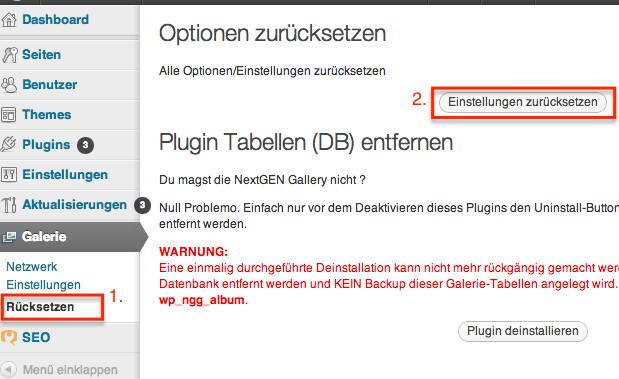 Dashboard
Seiten
Benutzer
Themes
Plugins 3
Einstellungen
Aktualisierungen 3
Galerie
Netzwerk
Einstellungen
Rücksetzen
1.
SEO
Menü einklappen
Optionen zurücksetzen
Alle Optionen/Einstellungen zurücksetzen
2.
Einstellungen zurücksetzen
Plugin Tabellen (DB) entfernen
Du magst die NextGEN Gallery nicht ?
Null Problemo. Einfach nur vor dem Deaktivieren dieses Plugins den Uninstall-Button
entfernt werden.
WARNUNG:
Eine einmalig durchgeführte Deinstallation kann nicht mehr rückgängig gemacht werd
Datenbank entfernt werden und KEIN Backup dieser Galerie-Tabellen angelegt wird.
wp_ngg_album.
Plugin deinstallieren